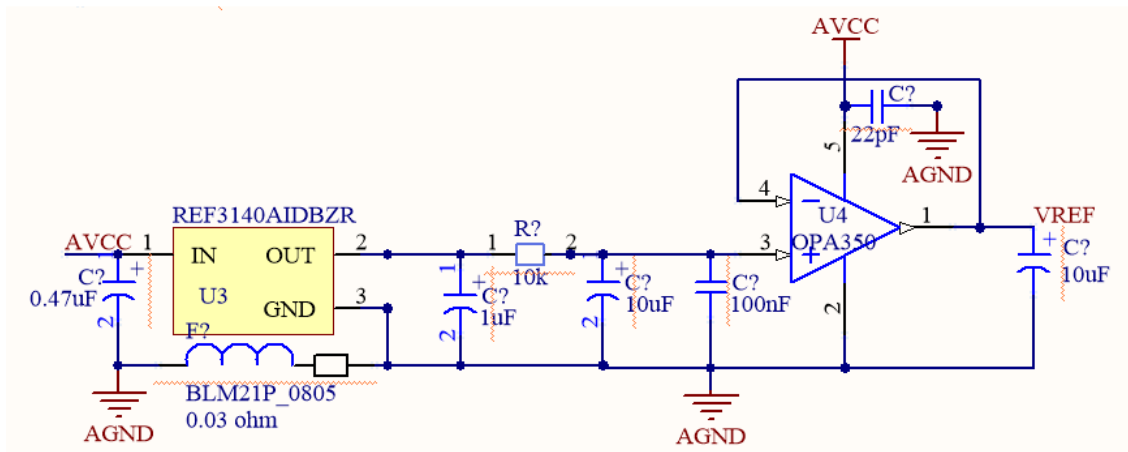 AVCC
C?
22pF
AGND
5
4
U4
1
VREF
OPA350
3
2
C?
10uF
REF3140AIDBZR
AVCC
1
IN
OUT
2
U3
GND
3
C?
0.47uF
2
1
R?
2
10k
1
C?
1uF
2
C?
10uF
2
C?
100nF
F?
BLM21P_0805
0.03 ohm
AGND
AGND
+
+
+
+
−
+